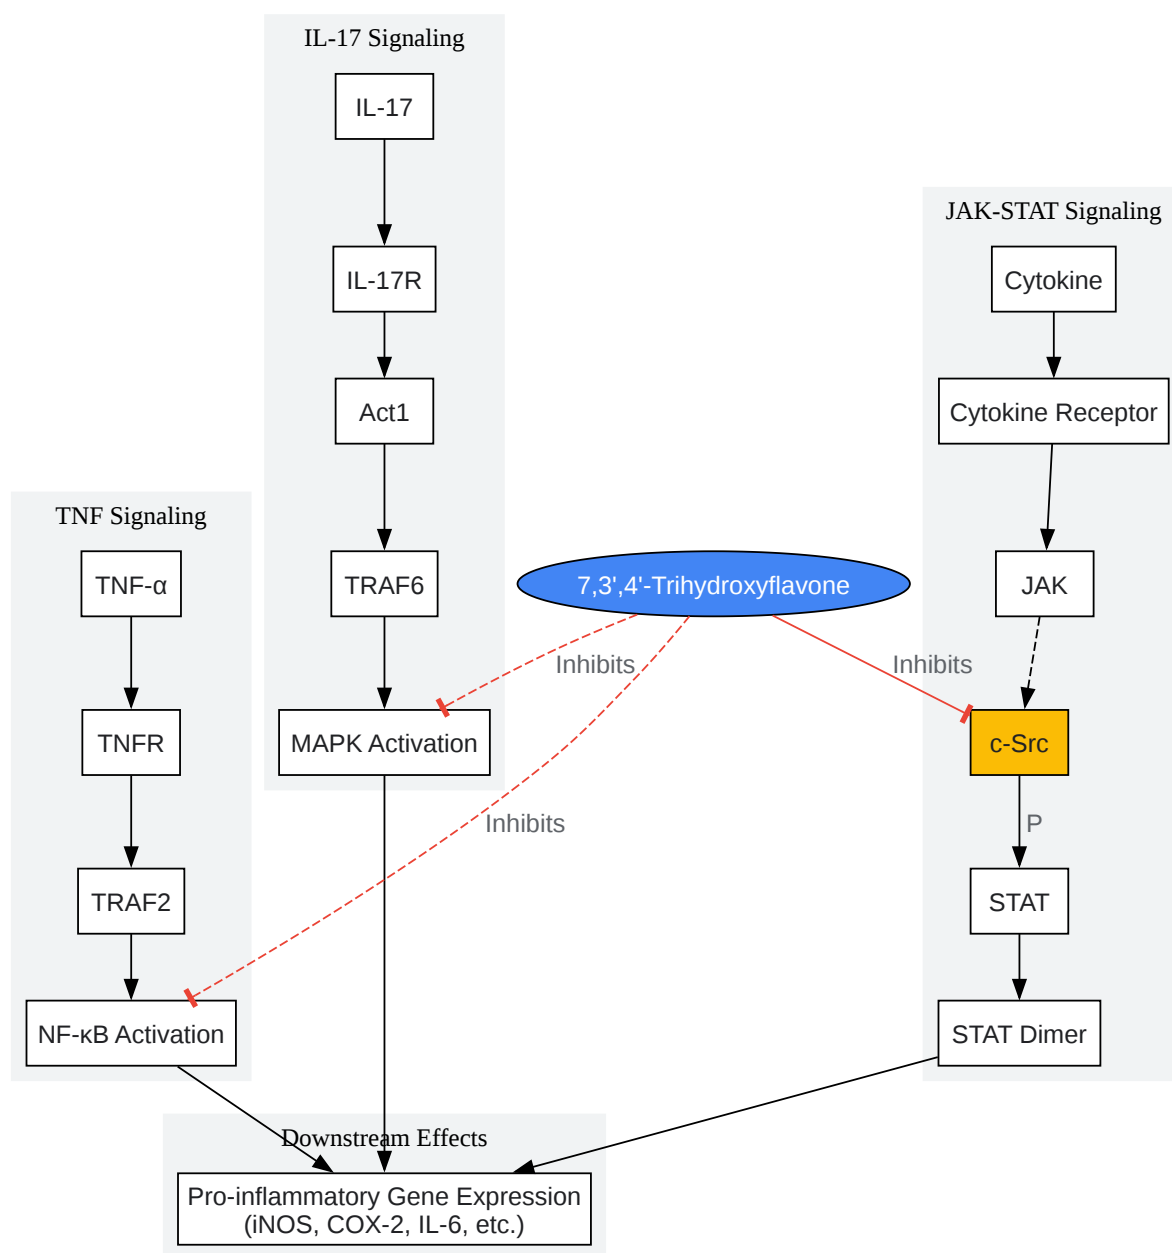 IL-17 Signaling
IL-17
IL-17R
Act1
TRAF6
MAPK Activation
JAK-STAT Signaling
Cytokine
Cytokine Receptor
JAK
c-Src
P
STAT
STAT Dimer
TNF Signaling
TNF-α
TNFR
TRAF2
NF-κB Activation
7,3',4'-Trihydroxyflavone
Inhibits
Inhibits
Inhibits
Downstream Effects
Pro-inflammatory Gene Expression
(iNOS, COX-2, IL-6, etc.)